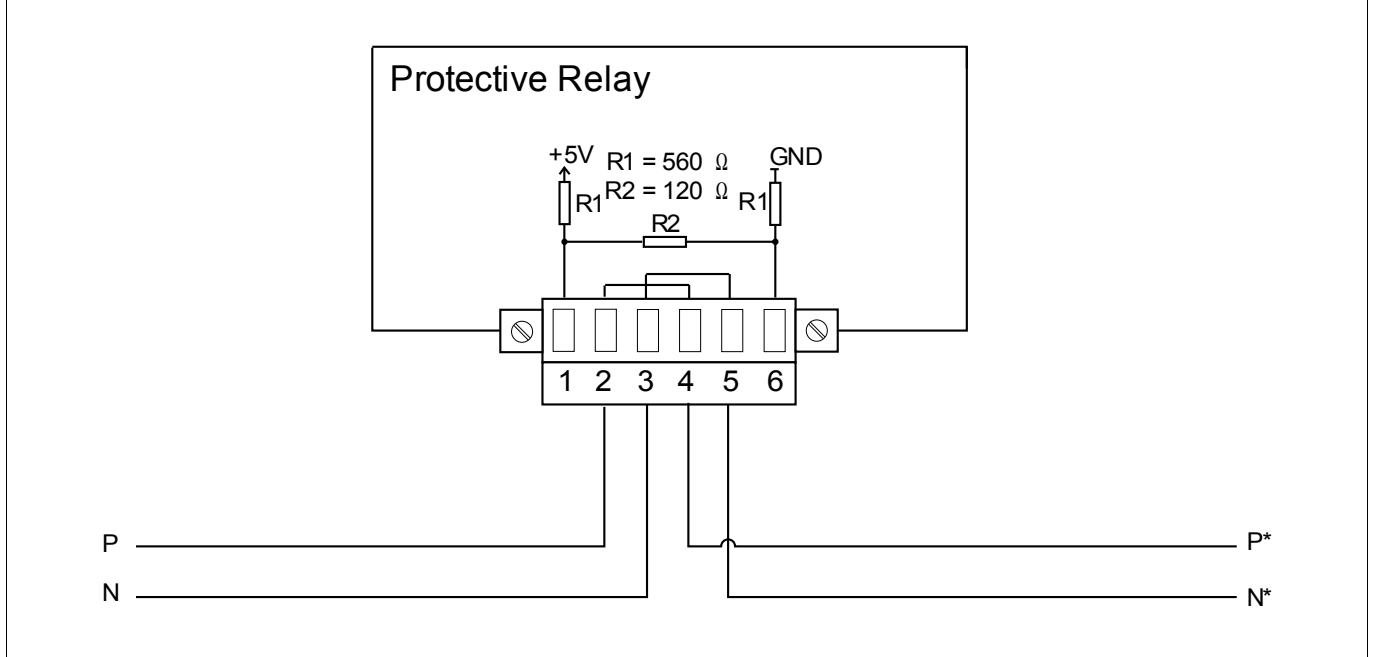 Protective Relay
+5V R1 = 560 Ω GND
R1 R2 = 120 Ω R1
R2
1 2 3 4 5 6
P P*
N N*